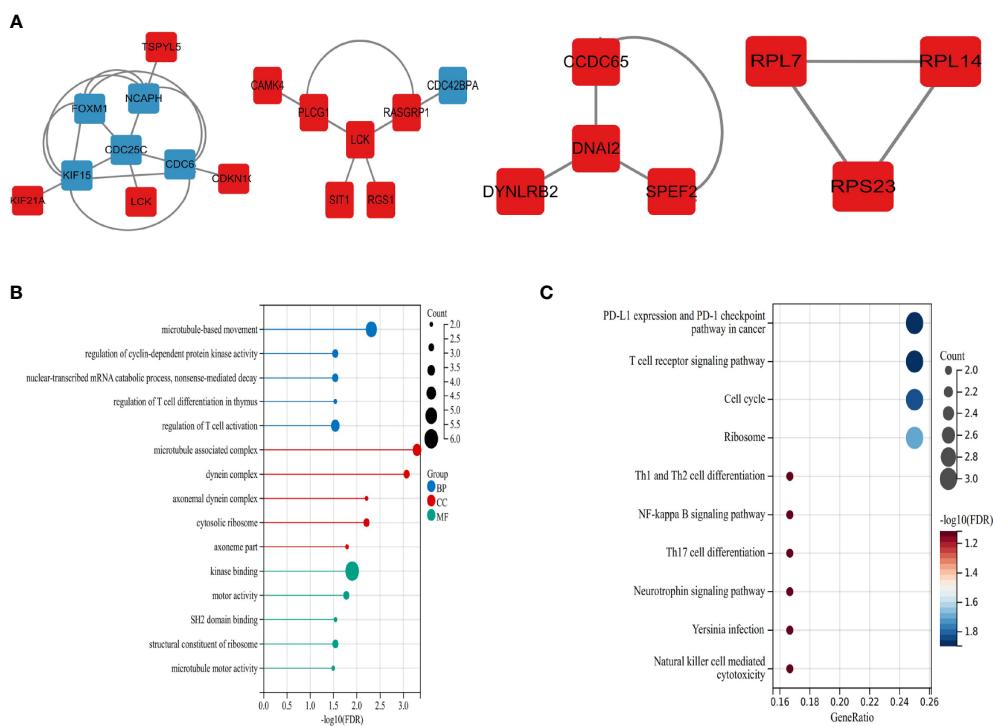 A
TSPYL5
NCAPH
FOXM1
CDC25C
CDC6
KIF15
CDKN1C
KIF21A
LCK
CAMK4
CDC42BPA
PLCG1
RASGRP1
LCK
SIT1
RGS1
CCDC65
DNAI2
DYNLRB2
SPEF2
RPL7
RPL14
RPS23
B
microtubule-based movement
regulation of cyclin-dependent protein kinase activity
nuclear-transcribed mRNA catabolic process, nonsense-mediated decay
regulation of T cell differentiation in thymus
regulation of T cell activation
microtubule associated complex
dynein complex
axonemal dynein complex
cytosolic ribosome
axoneme part
kinase binding
motor activity
SH2 domain binding
structural constituent of ribosome
microtubule motor activity
0.0 0.5 1.0 1.5 2.0 2.5 3.0
-log10(FDR)
Count
2.0
2.5
3.0
3.5
4.0
4.5
5.0
5.5
6.0
Group
BP
CC
MF
C
PD-L1 expression and PD-1 checkpoint
pathway in cancer
T cell receptor signaling pathway
Cell cycle
Ribosome
Th1 and Th2 cell differentiation
NF-kappa B signaling pathway
Th17 cell differentiation
Neurotrophin signaling pathway
Yersinia infection
Natural killer cell mediated
cytotoxicity
0.16 0.18 0.20 0.22 0.24 0.26
GeneRatio
Count
2.0
2.2
2.4
2.6
2.8
3.0
-log10(FDR)
1.2
1.4
1.6
1.8